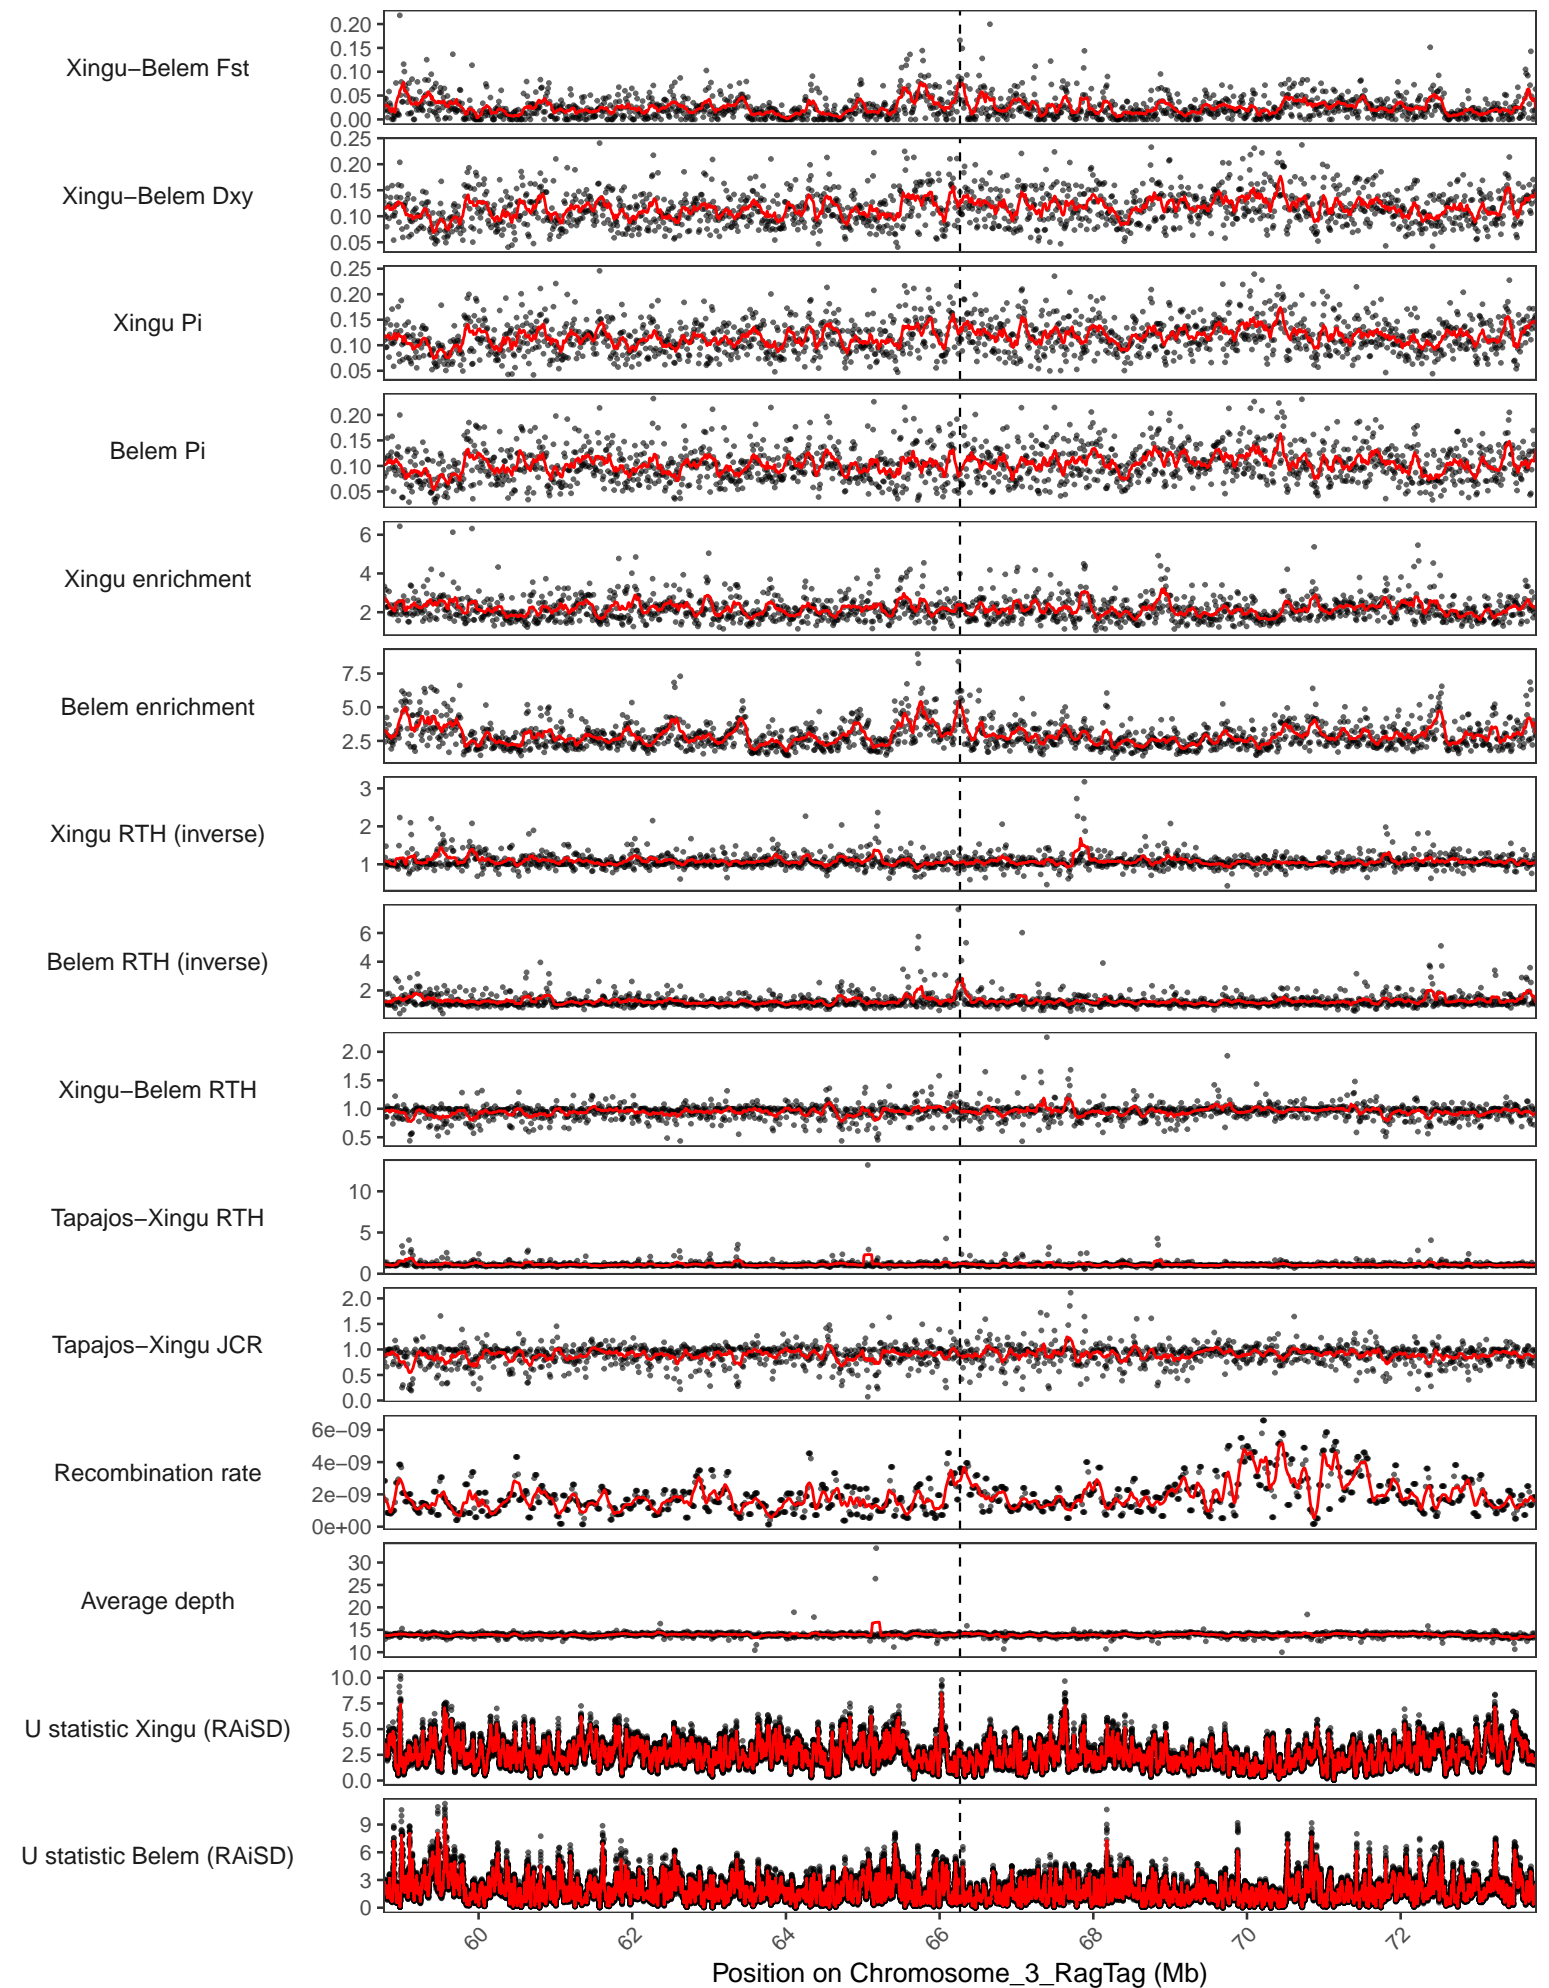 Xingu−Belem Fst
0.20
0.15
0.10
0.05
0.00
Xingu−Belem Dxy
0.25
0.20
0.15
0.10
0.05
Xingu Pi
0.25
0.20
0.15
0.10
0.05
Belem Pi
0.20
0.15
0.10
0.05
Xingu enrichment
6
4
2
Belem enrichment
7.5
5.0
2.5
Xingu RTH (inverse)
3
2
1
Belem RTH (inverse)
6
4
2
Xingu−Belem RTH
2.0
1.5
1.0
0.5
Tapajos−Xingu RTH
10
5
0
Tapajos−Xingu JCR
2.0
1.5
1.0
0.5
0.0
Recombination rate
6e−09
4e−09
2e−09
0e+00
Average depth
30
25
20
15
10
U statistic Xingu (RAiSD)
10.0
7.5
5.0
2.5
0.0
U statistic Belem (RAiSD)
9
6
3
0
60 62 64 66 68 70 72
Position on Chromosome_3_RagTag (Mb)